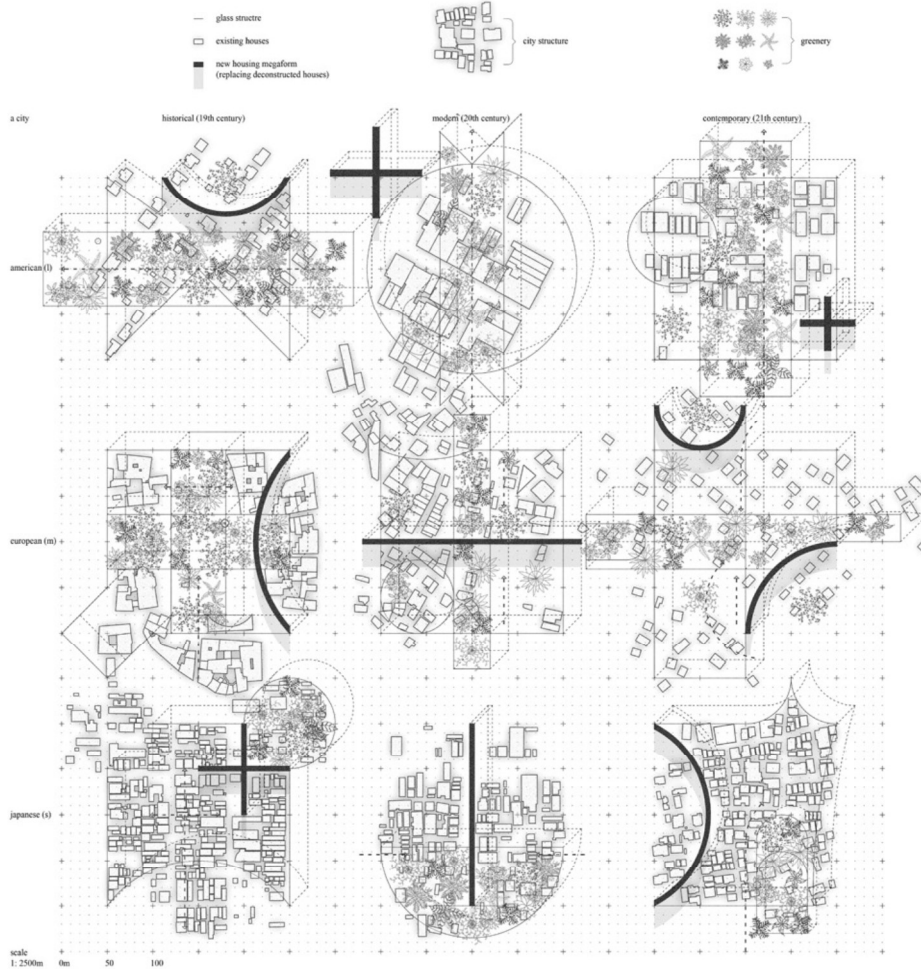 glass structre
existing houses
new housing megaform
(replacing deconstructed houses)
city structure
greenery
a city
historical (19th century)
modern (20th century)
contemporary (21th century)
american (l)
european (m)
japanese (s)
scale
1: 2500m 0m 50 100